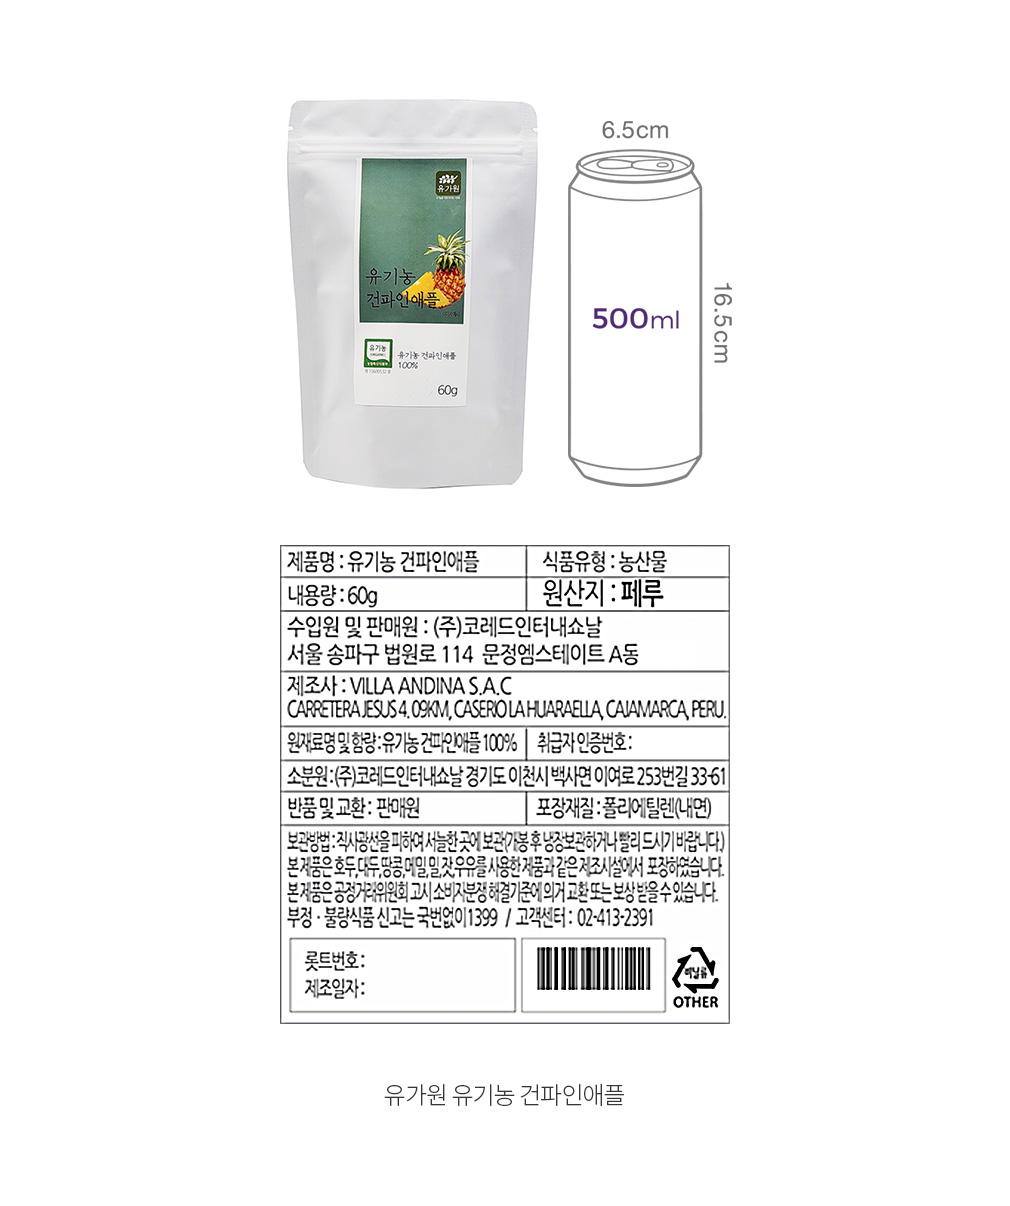 유가원
유기농
건파인애플
유기농
유기농 건파인애플
100%
60g
6.5cm
500ml
16.5cm
제품명 : 유기농 건파인애플
식품유형 : 농산물
내용량 : 60g
원산지 : 페루
수입원 및 판매원 : (주)코레드인터내쇼날
서울 송파구 법원로 114 문정엠스테이트 A동
제조사 : VILLA ANDINA S.A.C
CARRETERA JESUS 4. 09KM, CASERIO LA HUARAELLA, CAJAMARCA, PERU.
원재료명 및 함량 : 유기농 건파인애플 100%
취급자 인증번호 :
소분원 : (주)코레드인터내쇼날 경기도 이천시 백사면 이여로 253번길 33-61
반품 및 교환 : 판매원
포장재질 : 폴리에틸렌(내면)
보관방법 : 직사광선을 피하여 서늘한 곳에 보관(개봉 후 냉장보관하거나 빨리 드시기 바랍니다.)
본 제품은 호두, 대두, 땅콩, 메밀, 밀, 잣, 우유를 사용한 제품과 같은 제조시설에서 포장하였습니다.
본 제품은 공정거래위원회 고시 소비자분쟁 해결기준에 의거 교환 또는 보상 받을 수 있습니다.
부정 · 불량식품 신고는 국번없이 1399 / 고객센터 : 02-413-2391
롯트번호 :
제조일자 :
비닐류
OTHER
유가원 유기농 건파인애플